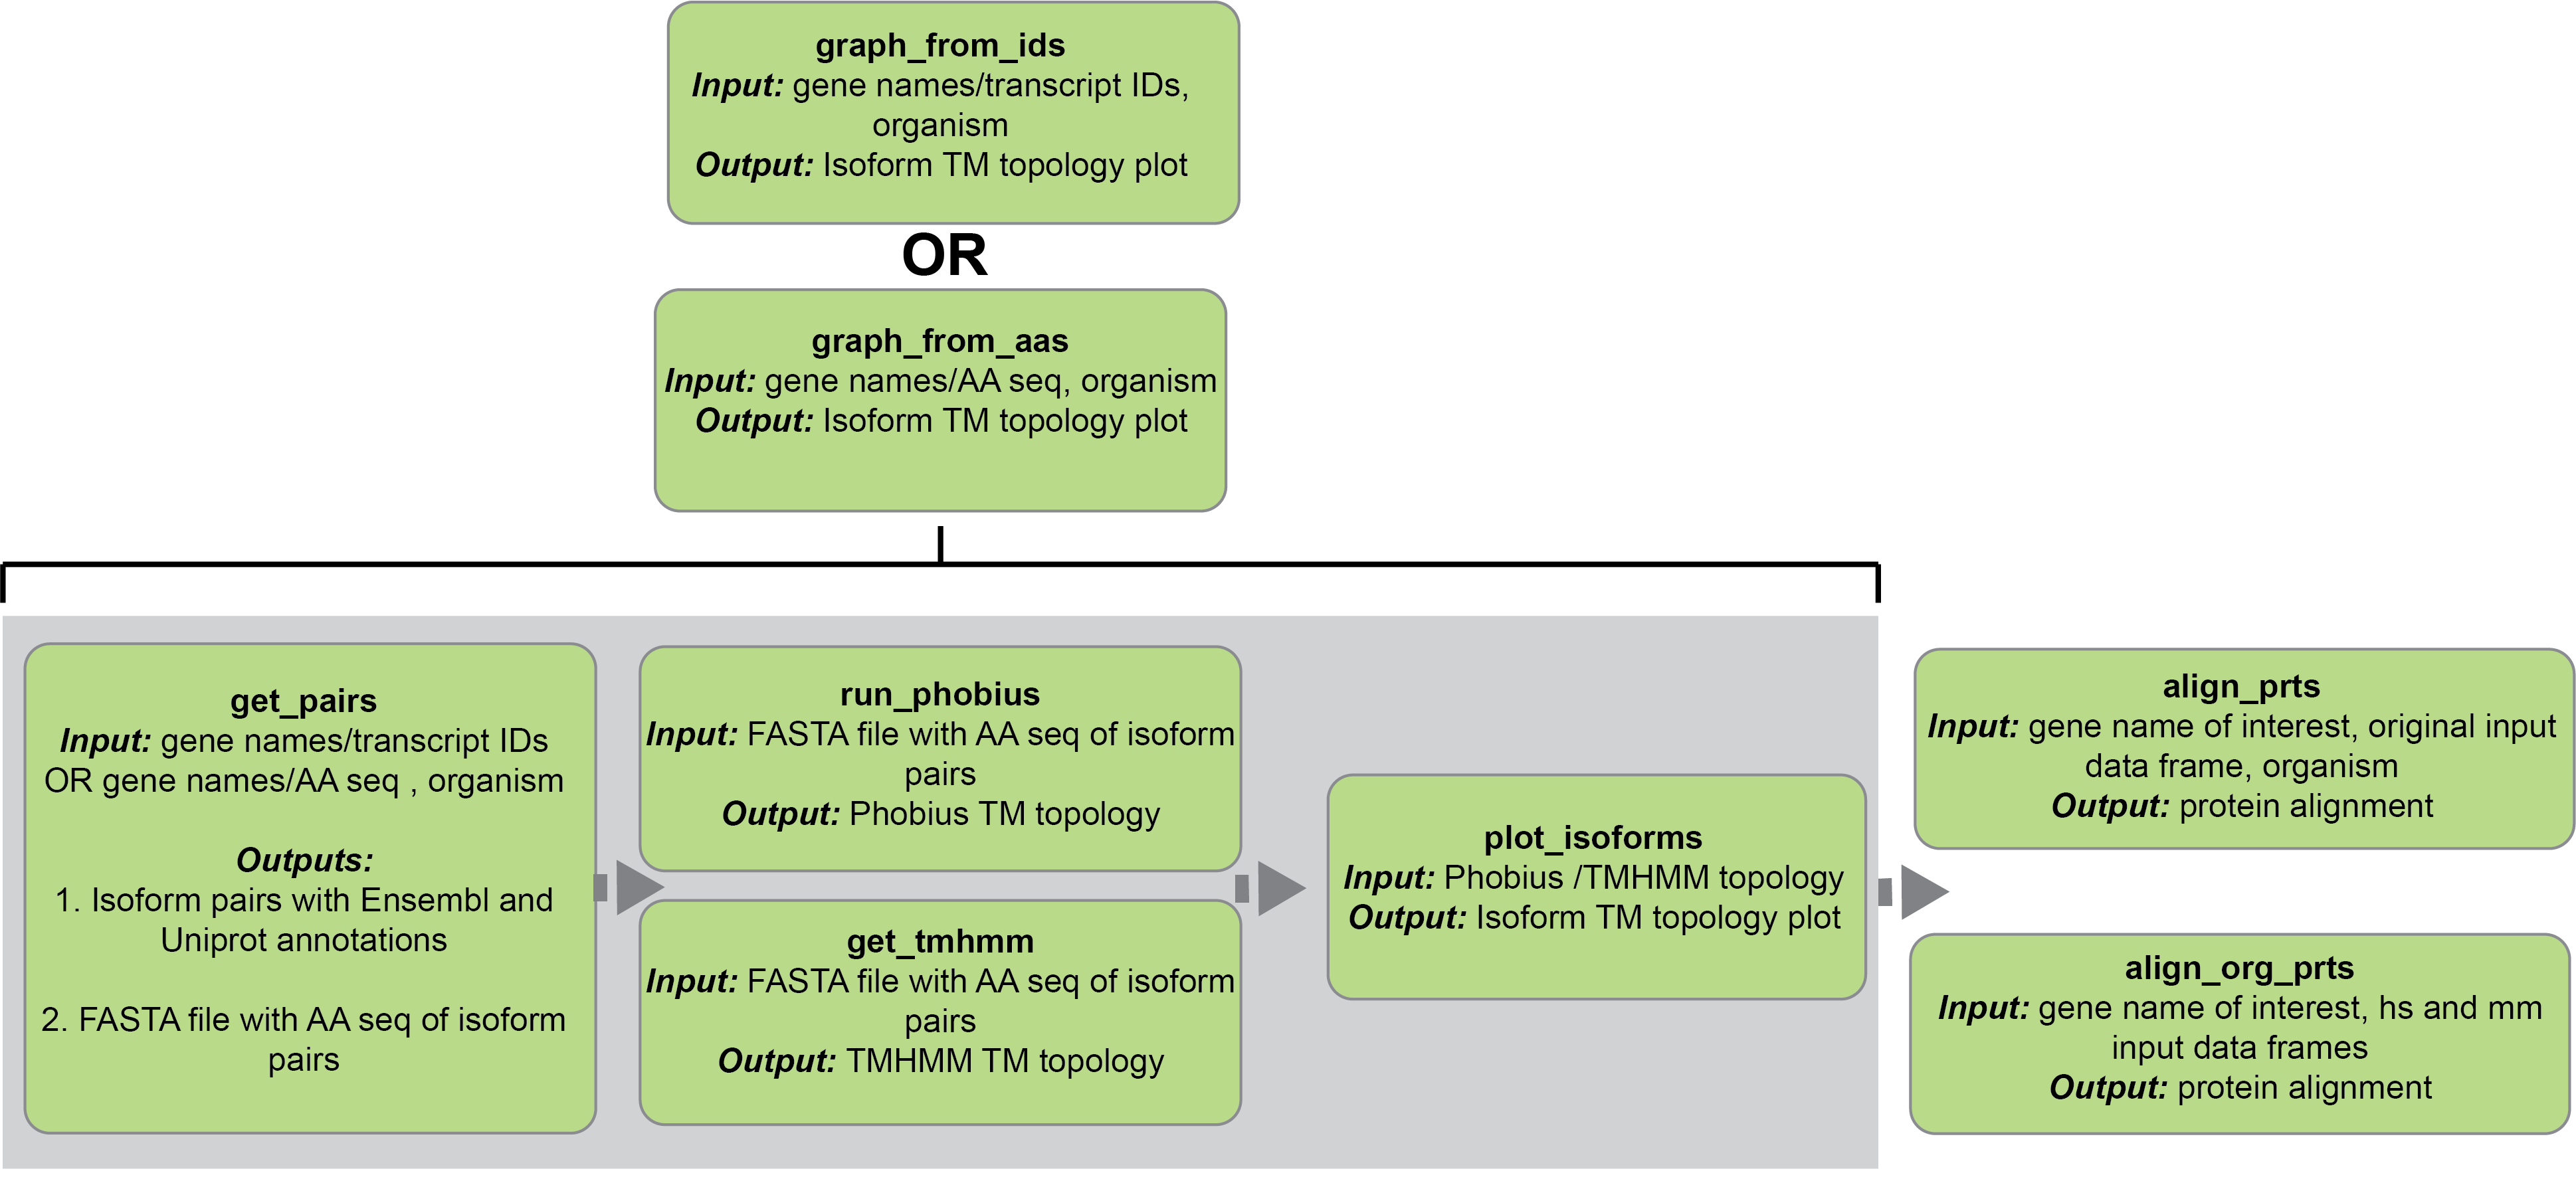 graph_from_ids
Input: gene names/transcript IDs,
organism
Output: Isoform TM topology plot
OR
graph_from_aas
Input: gene names/AA seq, organism
Output: Isoform TM topology plot
get_pairs
Input: gene names/transcript IDs
OR gene names/AA seq , organism
Outputs:
1. Isoform pairs with Ensembl and
Uniprot annotations
2. FASTA file with AA seq of isoform
pairs
run_phobius
Input: FASTA file with AA seq of isoform
pairs
Output: Phobius TM topology
get_tmhmm
Input: FASTA file with AA seq of isoform
pairs
Output: TMHMM TM topology
plot_isoforms
Input: Phobius /TMHMM topology
Output: Isoform TM topology plot
align_prts
Input: gene name of interest, original input
data frame, organism
Output: protein alignment
align_org_prts
Input: gene name of interest, hs and mm
input data frames
Output: protein alignment